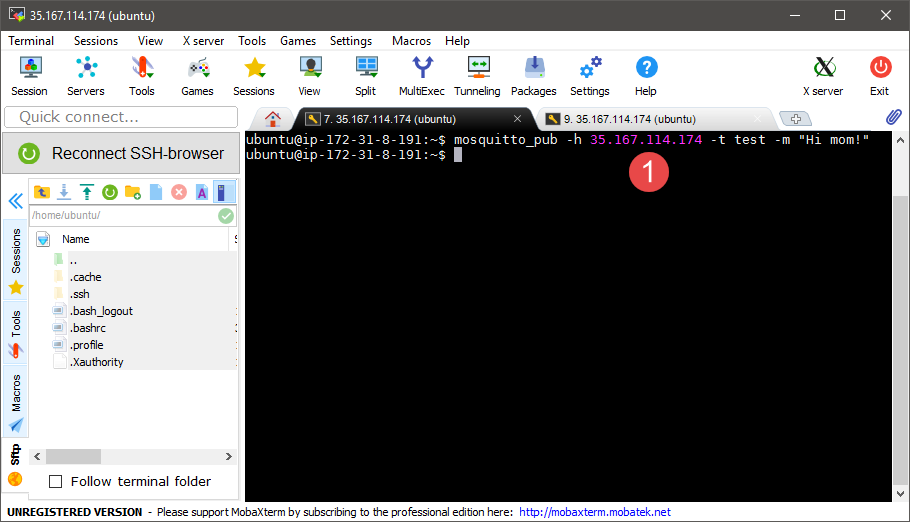 35.167.114.174 (ubuntu)
Terminal Sessions View X server Tools Games Settings Macros Help
Session Servers Tools Games Sessions View Split MultiExec Tunneling Packages Settings Help X server Exit
Quick connect...
7. 35.167.114.174 (ubuntu) 9. 35.167.114.174 (ubuntu)
Reconnect SSH-browser
/home/ubuntu/
Name S
..
.cache
.ssh
.bash_logout
.bashrc
.profile
.Xauthority
Follow terminal folder
Sessions
Tools
Macros
Sftp
ubuntu@ip-172-31-8-191:~$ mosquitto_pub -h 35.167.114.174 -t test -m "Hi mom!"
ubuntu@ip-172-31-8-191:~$
1
UNREGISTERED VERSION - Please support MobaXterm by subscribing to the professional edition here: http://mobaxterm.mobatek.net